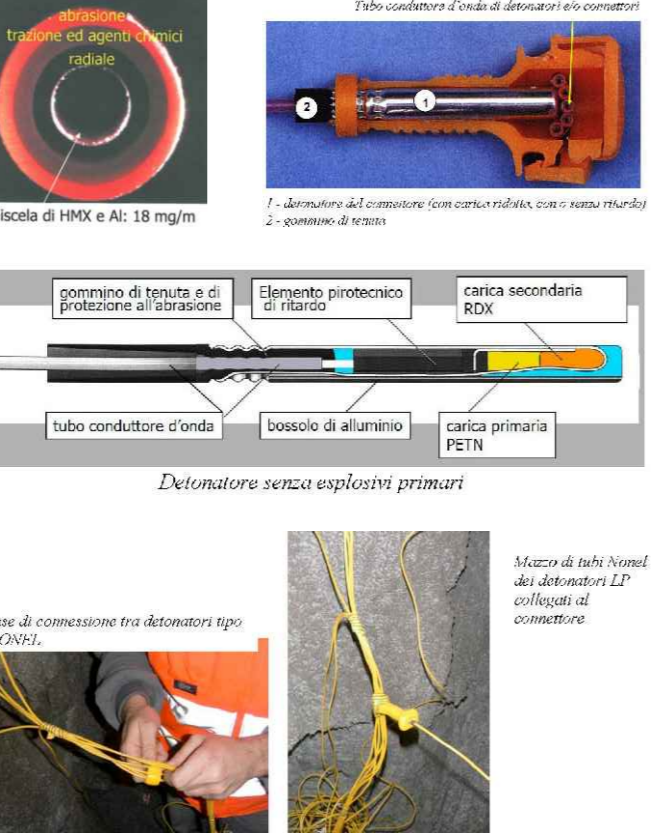 abrasione
trazione ed agenti chimici
radiale
iscela di HMX e Al: 18 mg/m
Tubo conduttore d'onda di detonatori e/o connettori
1
2
1 - detonatore del connettore (con carica ridotta, con o senza ritardo)
2 - gommino di tenuta
gommino di tenuta e di
protezione all'abrasione
Elemento pirotecnico
di ritardo
carica secondaria
RDX
tubo conduttore d'onda
bossolo di alluminio
carica primaria
PETN
Detonatore senza esplosivi primari
Mazzo di tubi Nonel
dei detonatori LP
collegati al
connettore
se di connessione tra detonatori tipo
ONEL